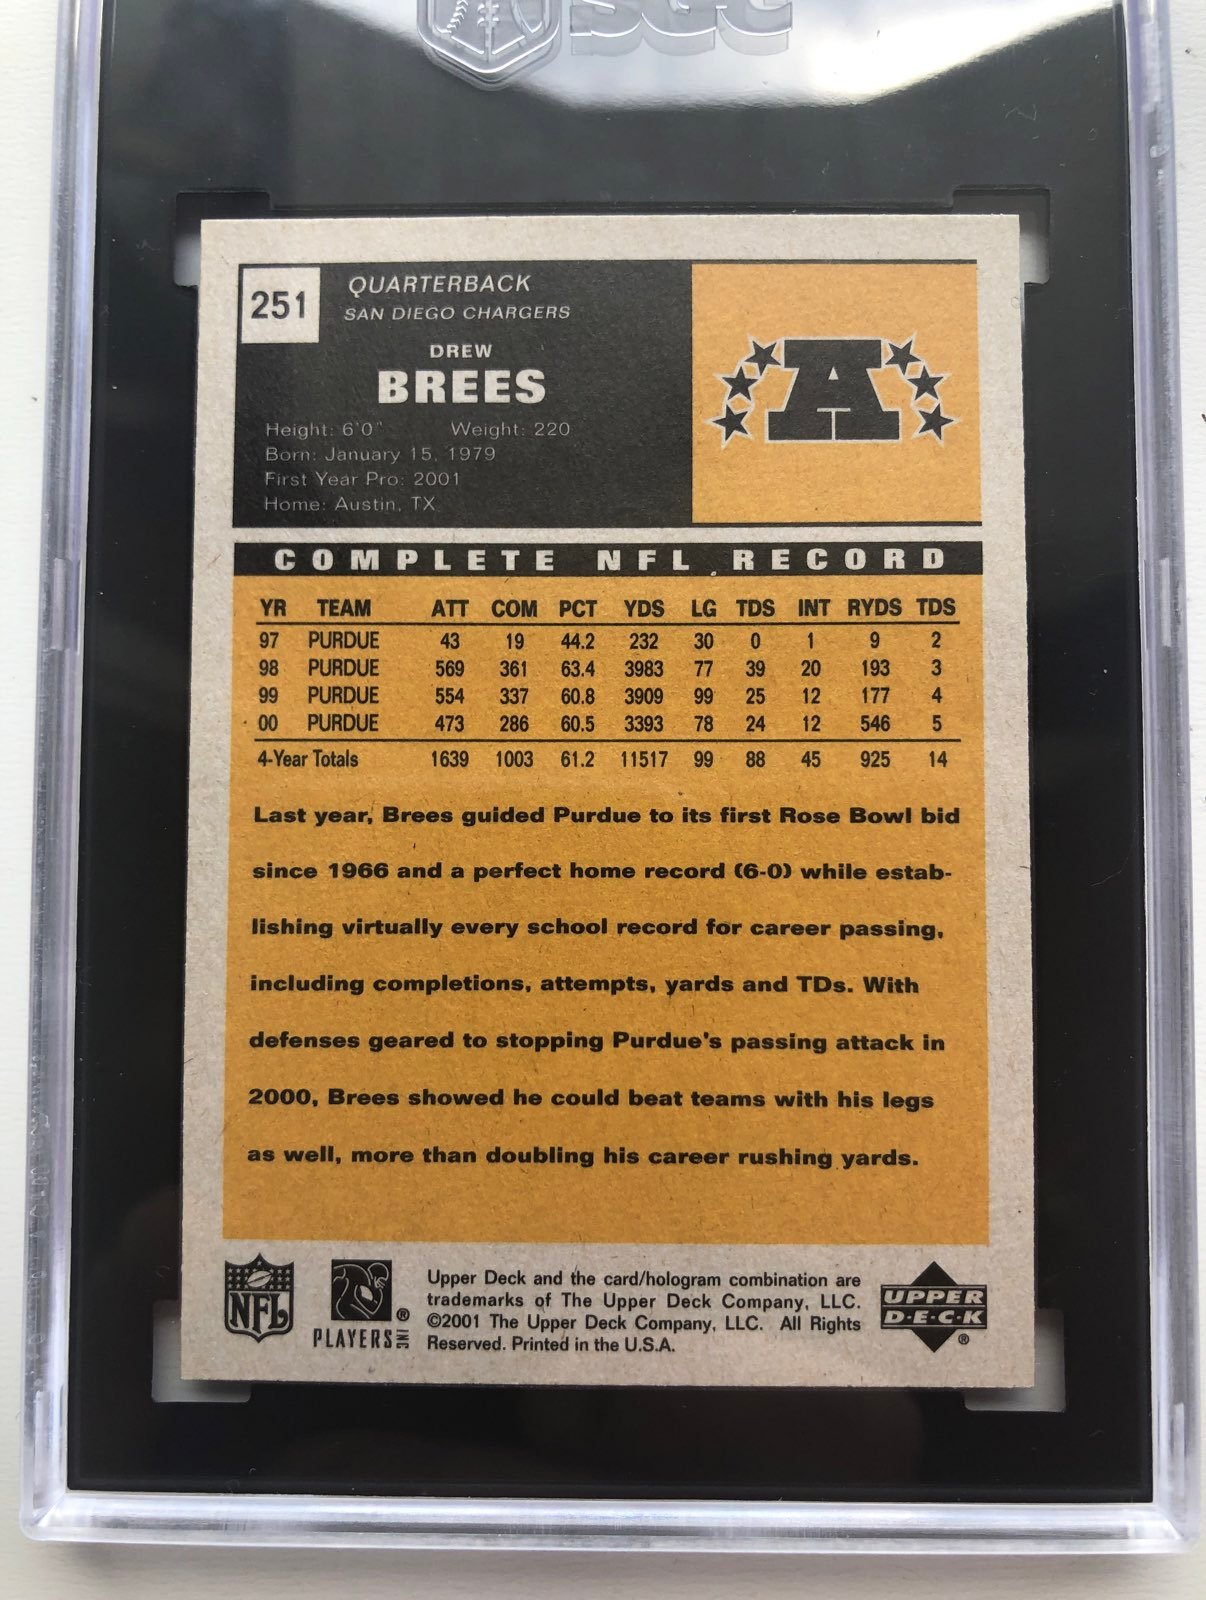 SGC
251
QUARTERBACK
SAN DIEGO CHARGERS
DREW
BREES
Height: 6'0" Weight: 220
Born: January 15, 1979
First Year Pro: 2001
Home: Austin, TX
A
COMPLETE NFL RECORD
YR TEAM ATT COM PCT YDS LG TDS INT RYDS TDS
97 PURDUE 43 19 44.2 232 30 0 1 9 2
98 PURDUE 569 361 63.4 3983 77 39 20 193 3
99 PURDUE 554 337 60.8 3909 99 25 12 177 4
00 PURDUE 473 286 60.5 3393 78 24 12 546 5
4-Year Totals 1639 1003 61.2 11517 99 88 45 925 14
Last year, Brees guided Purdue to its first Rose Bowl bid
since 1966 and a perfect home record (6-0) while estab-
lishing virtually every school record for career passing,
including completions, attempts, yards and TDs. With
defenses geared to stopping Purdue's passing attack in
2000, Brees showed he could beat teams with his legs
as well, more than doubling his career rushing yards.
NFL
PLAYERS INC ®
Upper Deck and the card/hologram combination are
trademarks of The Upper Deck Company, LLC.
©2001 The Upper Deck Company, LLC. All Rights
Reserved. Printed in the U.S.A.
UPPER
D·E·C·K
®